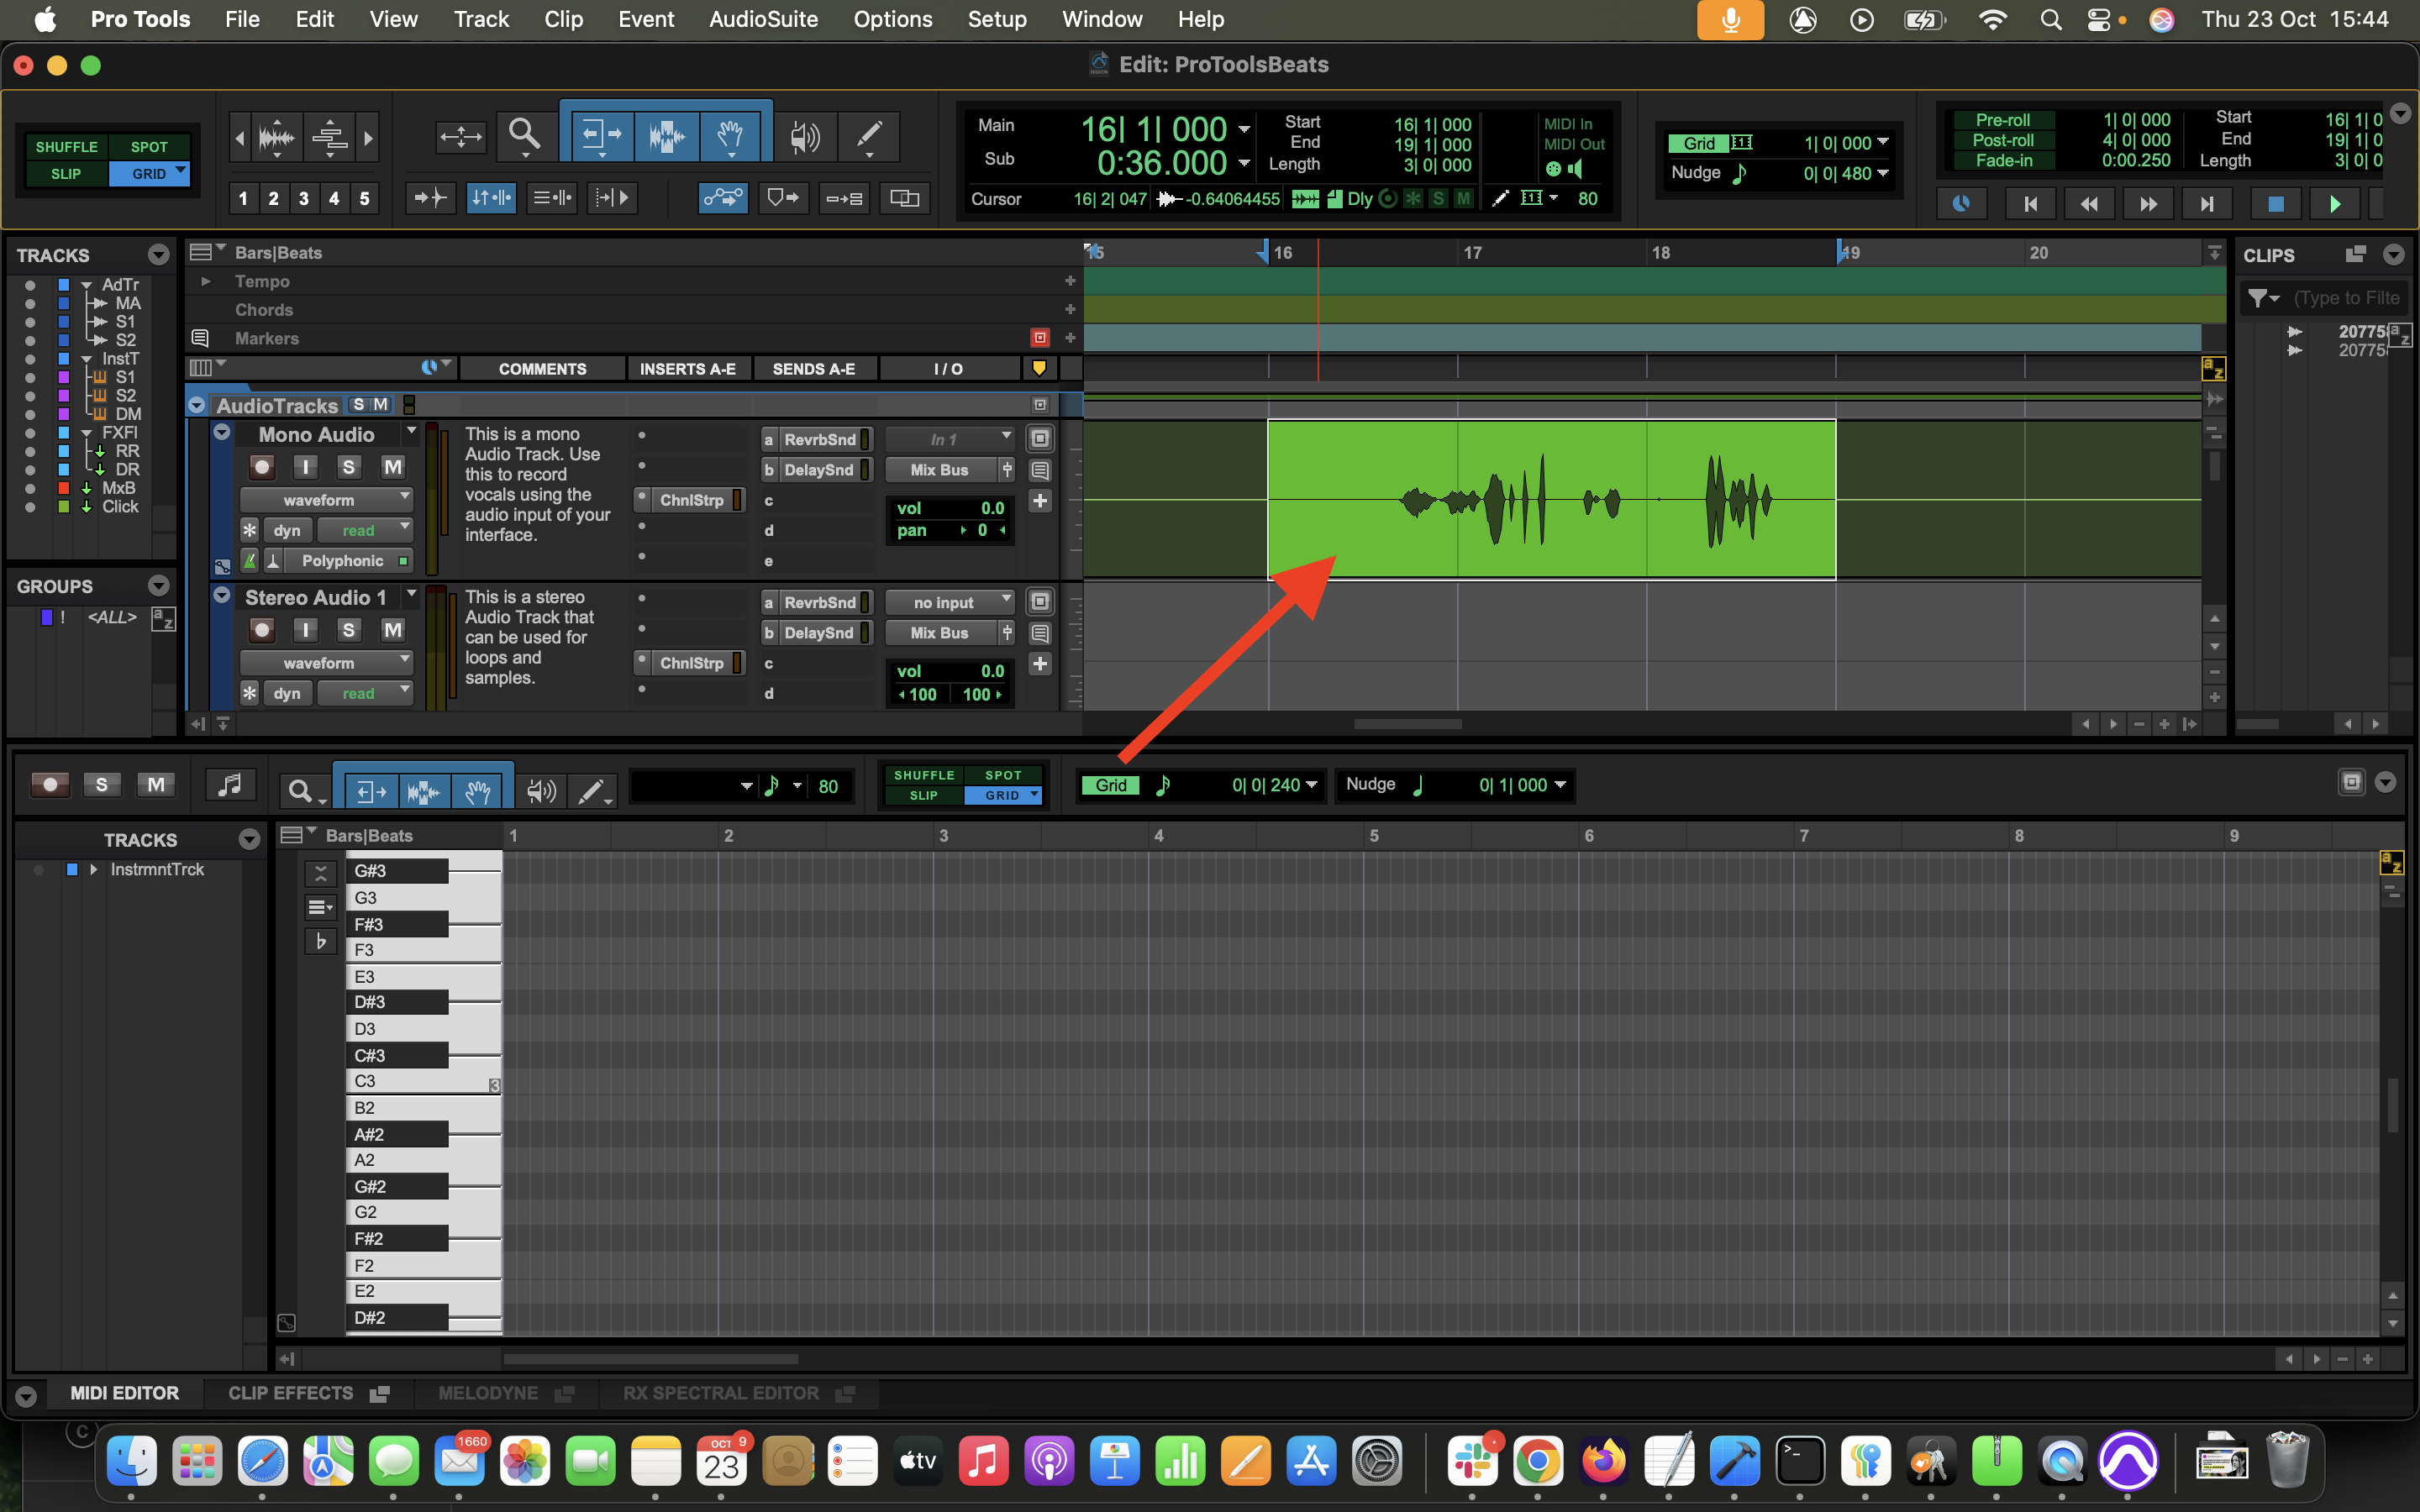 Pro Tools File Edit View Track Clip Event AudioSuite Options Setup Window Help Thu 23 Oct 15:44
Edit: ProToolsBeats
SHUFFLE SPOT
SLIP GRID
1 2 3 4 5
Main 16| 1| 000
Sub 0:36.000
Start 16| 1| 000
End 19| 1| 000
Length 3| 0| 000
MIDI In
MIDI Out
Cursor 16| 2| 047 -0.64064455 Dly S M 80
Grid 1| 0| 000
Nudge 0| 0| 480
Pre-roll 1| 0| 000
Post-roll 4| 0| 000
Fade-in 0:00.250
Start 16| 1| 0
End 19| 1| 0
Length 3| 0| 0
TRACKS
AdTr
MA
S1
S2
InstT
S1
S2
DM
FXFl
RR
DR
MxB
Click
GROUPS
! <ALL> a z
Bars|Beats 15 16 17 18 19 20
Tempo
Chords
Markers
COMMENTS INSERTS A-E SENDS A-E I / O
AudioTracks S M
Mono Audio
I S M
waveform
dyn read
Polyphonic
This is a mono
Audio Track. Use
this to record
vocals using the
audio input of your
interface.
ChnlStrp
a RevrbSnd
b DelaySnd
c
d
e
In 1
Mix Bus
vol 0.0
pan 0
Stereo Audio 1
I S M
waveform
dyn read
This is a stereo
Audio Track that
can be used for
loops and
samples.
ChnlStrp
a RevrbSnd
b DelaySnd
c
d
no input
Mix Bus
vol 0.0
100 100
CLIPS
(Type to Filte
20775
20775
a z
S M
80
SHUFFLE SPOT
SLIP GRID
Grid 0| 0| 240
Nudge 0| 1| 000
TRACKS
InstrmntTrck
Bars|Beats 1 2 3 4 5 6 7 8 9
G#3
G3
F#3
F3
E3
D#3
D3
C#3
C3 3
B2
A#2
A2
G#2
G2
F#2
F2
E2
D#2
MIDI EDITOR CLIP EFFECTS MELODYNE RX SPECTRAL EDITOR
1660
OCT 9
23
tv